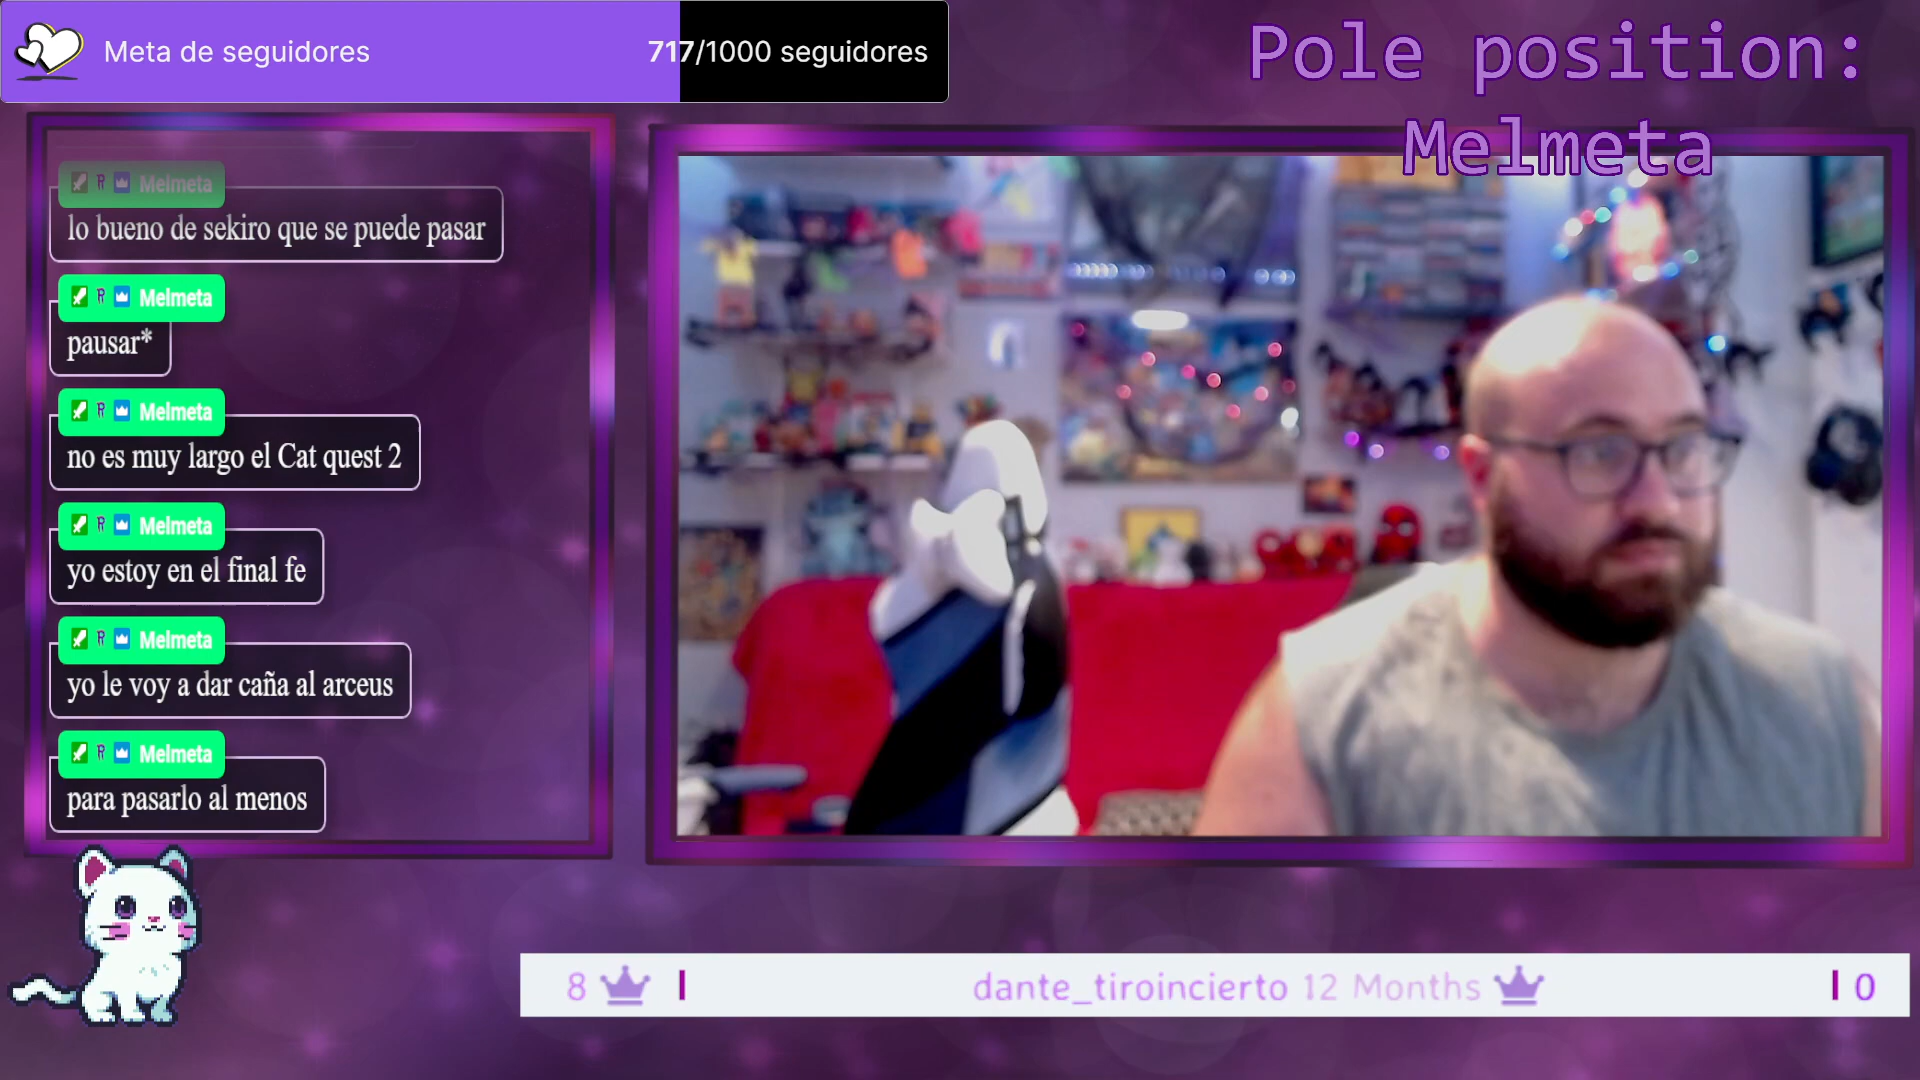 Meta de seguidores
717/1000 seguidores
Pole position:
Melmeta
Melmeta
lo bueno de sekiro que se puede pasar
Melmeta
pausar*
Melmeta
no es muy largo el Cat quest 2
Melmeta
yo estoy en el final fe
Melmeta
yo le voy a dar caña al arceus
Melmeta
para pasarlo al menos
8
dante_tiroincierto 12 Months
0